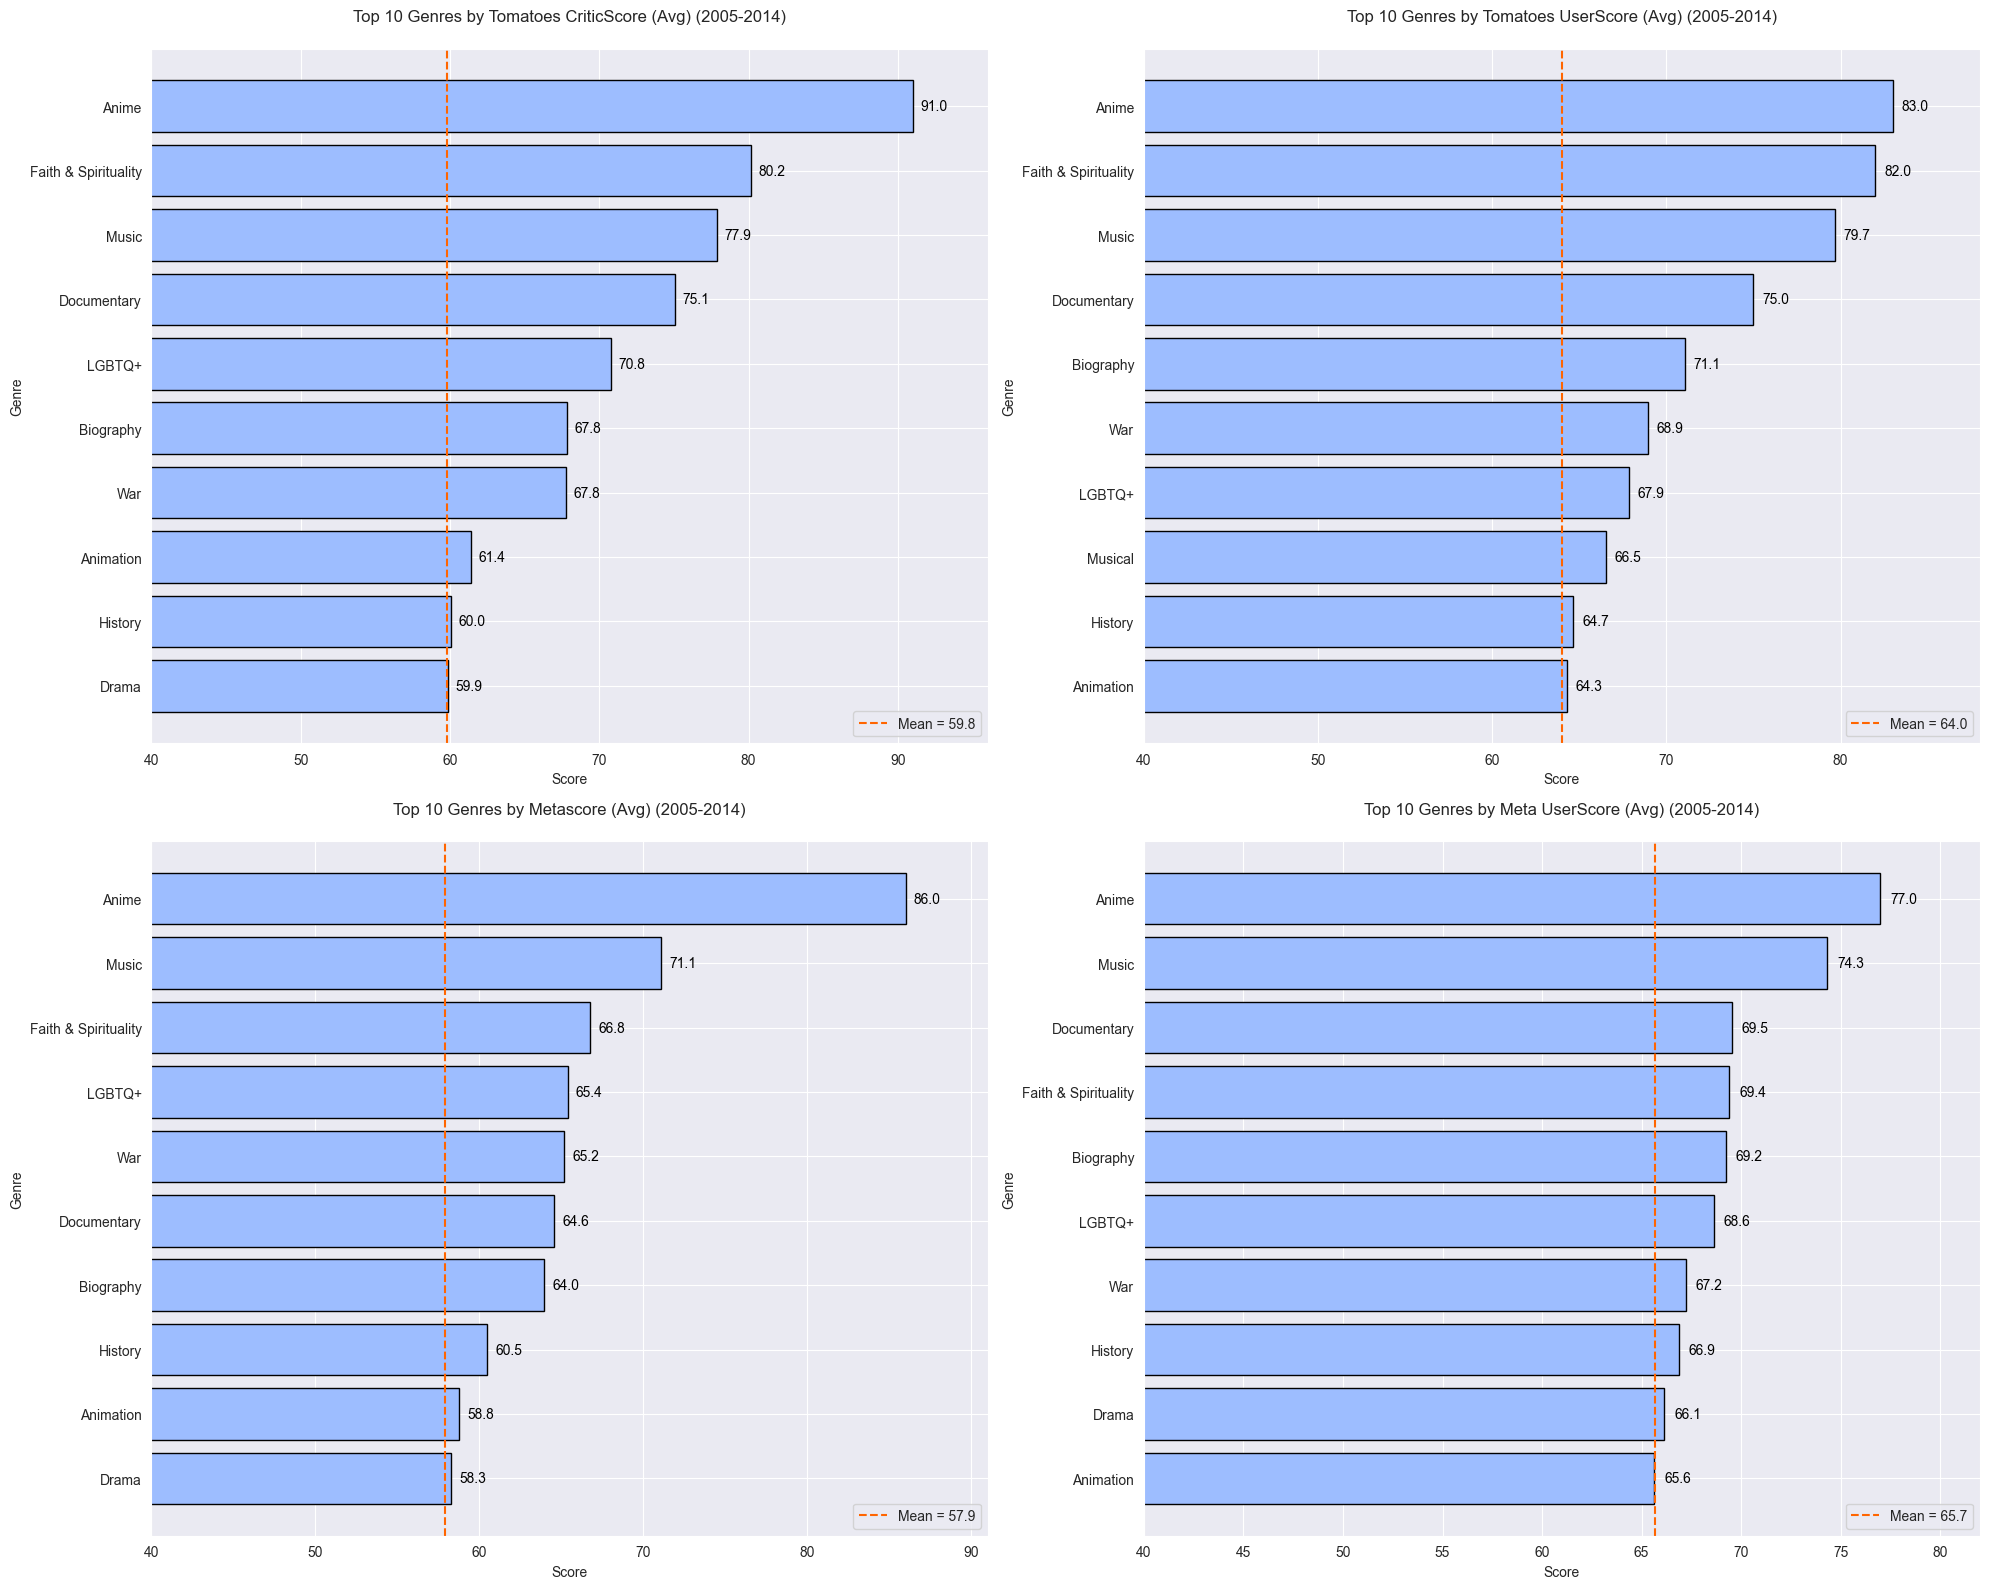 Top 10 Genres by Tomatoes CriticScore (Avg) (2005-2014)
Genre
Anime 91.0
Faith & Spirituality 80.2
Music 77.9
Documentary 75.1
LGBTQ+ 70.8
Biography 67.8
War 67.8
Animation 61.4
History 60.0
Drama 59.9
Mean = 59.8
40 50 60 70 80 90
Score
Top 10 Genres by Tomatoes UserScore (Avg) (2005-2014)
Genre
Anime 83.0
Faith & Spirituality 82.0
Music 79.7
Documentary 75.0
Biography 71.1
War 68.9
LGBTQ+ 67.9
Musical 66.5
History 64.7
Animation 64.3
Mean = 64.0
40 50 60 70 80
Score
Top 10 Genres by Metascore (Avg) (2005-2014)
Genre
Anime 86.0
Music 71.1
Faith & Spirituality 66.8
LGBTQ+ 65.4
War 65.2
Documentary 64.6
Biography 64.0
History 60.5
Animation 58.8
Drama 58.3
Mean = 57.9
40 50 60 70 80 90
Score
Top 10 Genres by Meta UserScore (Avg) (2005-2014)
Genre
Anime 77.0
Music 74.3
Documentary 69.5
Faith & Spirituality 69.4
Biography 69.2
LGBTQ+ 68.6
War 67.2
History 66.9
Drama 66.1
Animation 65.6
Mean = 65.7
40 45 50 55 60 65 70 75 80
Score